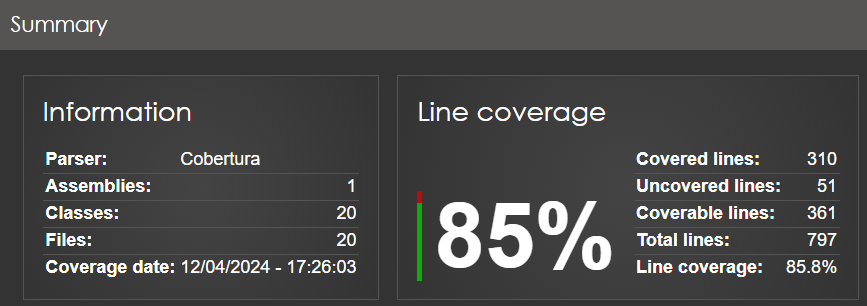 Summary
Information
Parser: Cobertura
Assemblies: 1
Classes: 20
Files: 20
Coverage date: 12/04/2024 - 17:26:03
Line coverage
85%
Covered lines: 310
Uncovered lines: 51
Coverable lines: 361
Total lines: 797
Line coverage: 85.8%